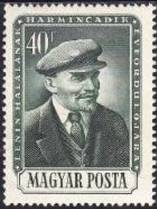 LENIN HALÁLÁNAK
HARMINCADIK
ÉVFORDULÓJÁRA
40f
MAGYAR POSTA